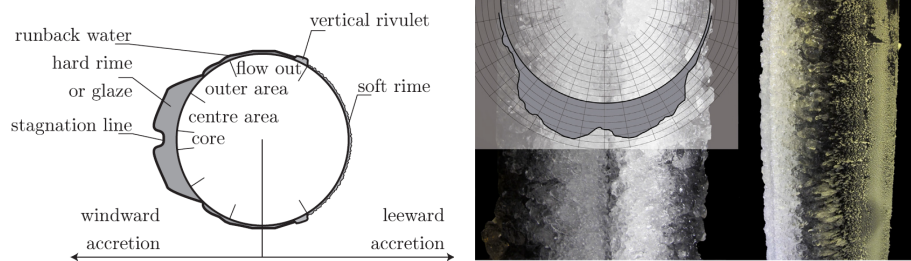 vertical rivulet
runback water
hard rime
or glaze
flow out
outer area
soft rime
centre area
stagnation line
core
windward
accretion
leeward
accretion